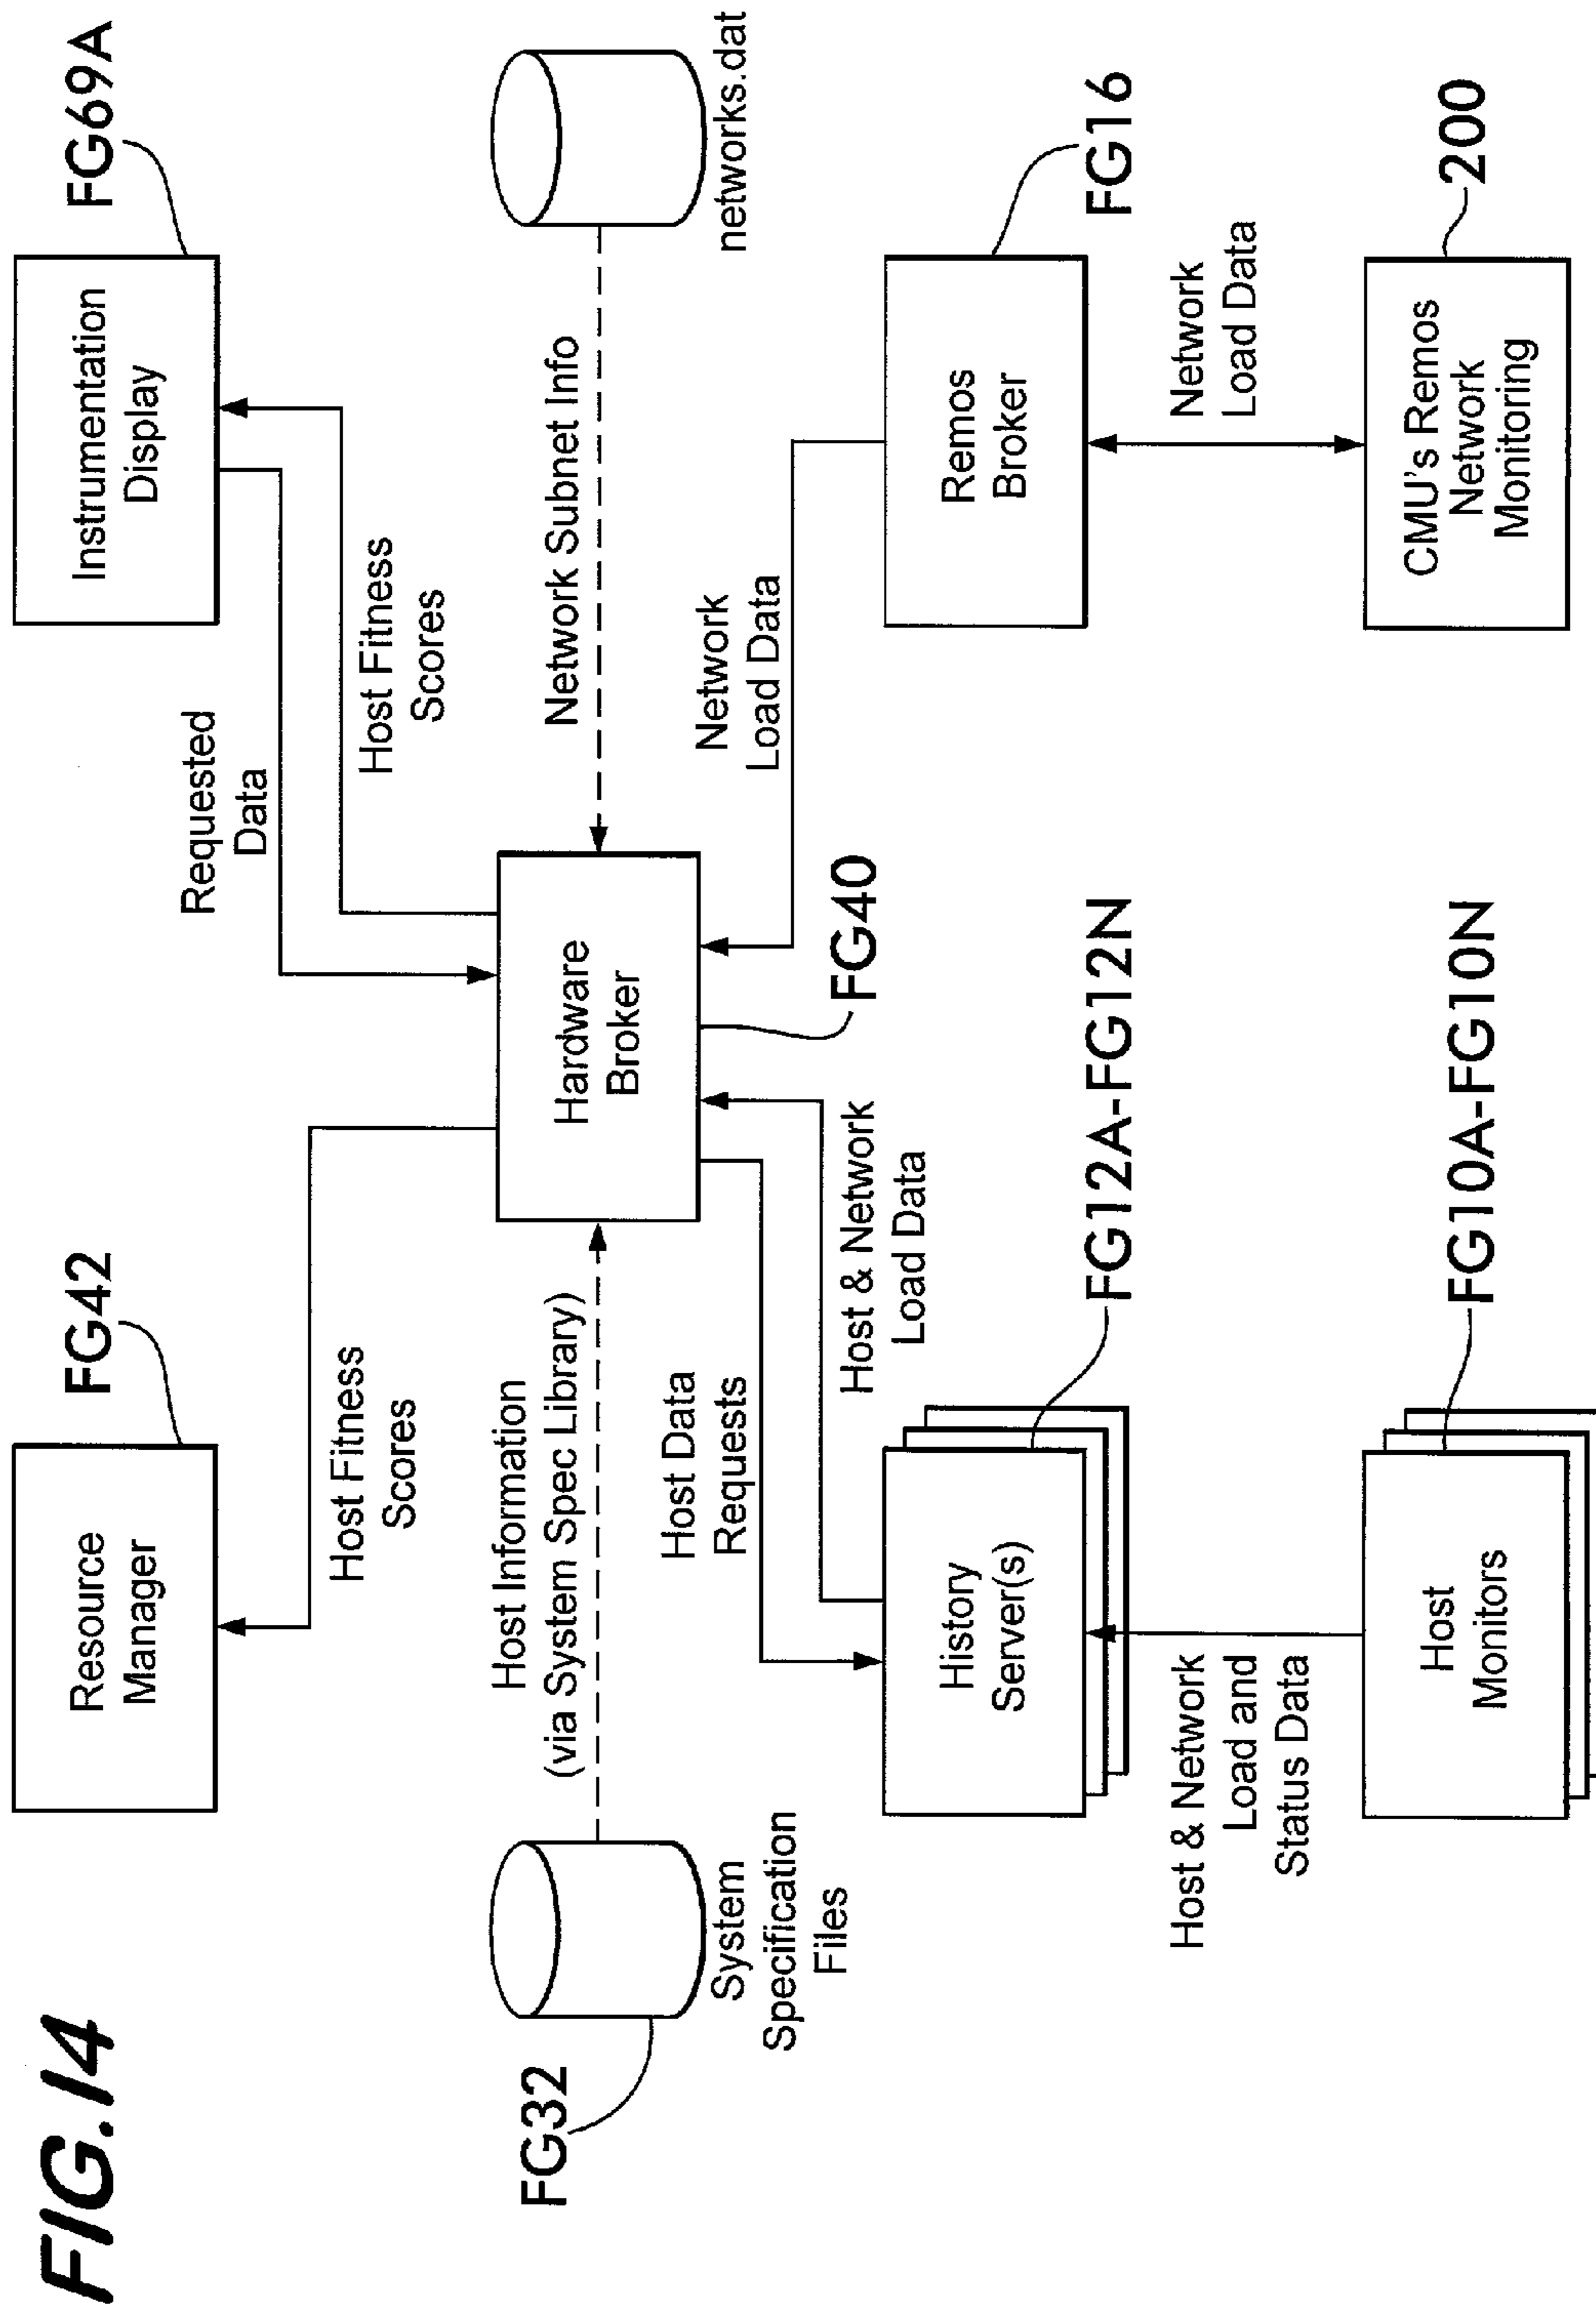 FIG.14
FG42
Resource
Manager
Host Fitness
Scores
FG69A
Instrumentation
Display
Requested
Data
Host Fitness
Scores
FG32
System
Specification
Files
Host Information
(via System Spec Library)
Hardware
Broker
FG40
Network Subnet Info
networks.dat
Host Data
Requests
Host & Network
Load Data
Network
Load Data
History
Server(s)
FG12A-FG12N
Remos
Broker
FG16
Host & Network
Load and
Status Data
Network
Load Data
Host
Monitors
FG10A-FG10N
CMU's Remos
Network
Monitoring
200